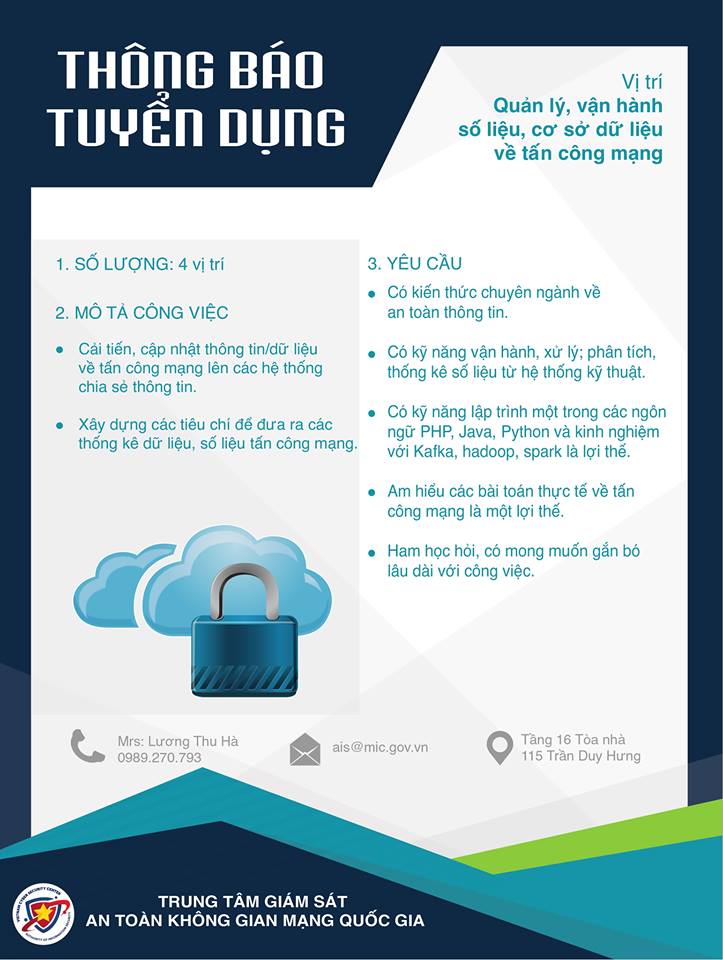 THÔNG BÁO
TUYỂN DỤNG
Vị trí
Quản lý, vận hành
số liệu, cơ sở dữ liệu
về tấn công mạng
1. SỐ LƯỢNG: 4 vị trí
2. MÔ TẢ CÔNG VIỆC
Cải tiến, cập nhật thông tin/dữ liệu
về tấn công mạng lên các hệ thống
chia sẻ thông tin.
Xây dựng các tiêu chí để đưa ra các
thống kê dữ liệu, số liệu tấn công mạng.
3. YÊU CẦU
Có kiến thức chuyên ngành về
an toàn thông tin.
Có kỹ năng vận hành, xử lý; phân tích,
thống kê số liệu từ hệ thống kỹ thuật.
Có kỹ năng lập trình một trong các ngôn
ngữ PHP, Java, Python và kinh nghiệm
với Kafka, hadoop, spark là lợi thế.
Am hiểu các bài toán thực tế về tấn
công mạng là một lợi thế.
Ham học hỏi, có mong muốn gắn bó
lâu dài với công việc.
Mrs: Lương Thu Hà
0989.270.793
ais@mic.gov.vn
Tầng 16 Tòa nhà
115 Trần Duy Hưng
VIETNAM CYBER SECURITY CENTER
TRUNG TÂM GIÁM SÁT
AN TOÀN KHÔNG GIAN MẠNG QUỐC GIA